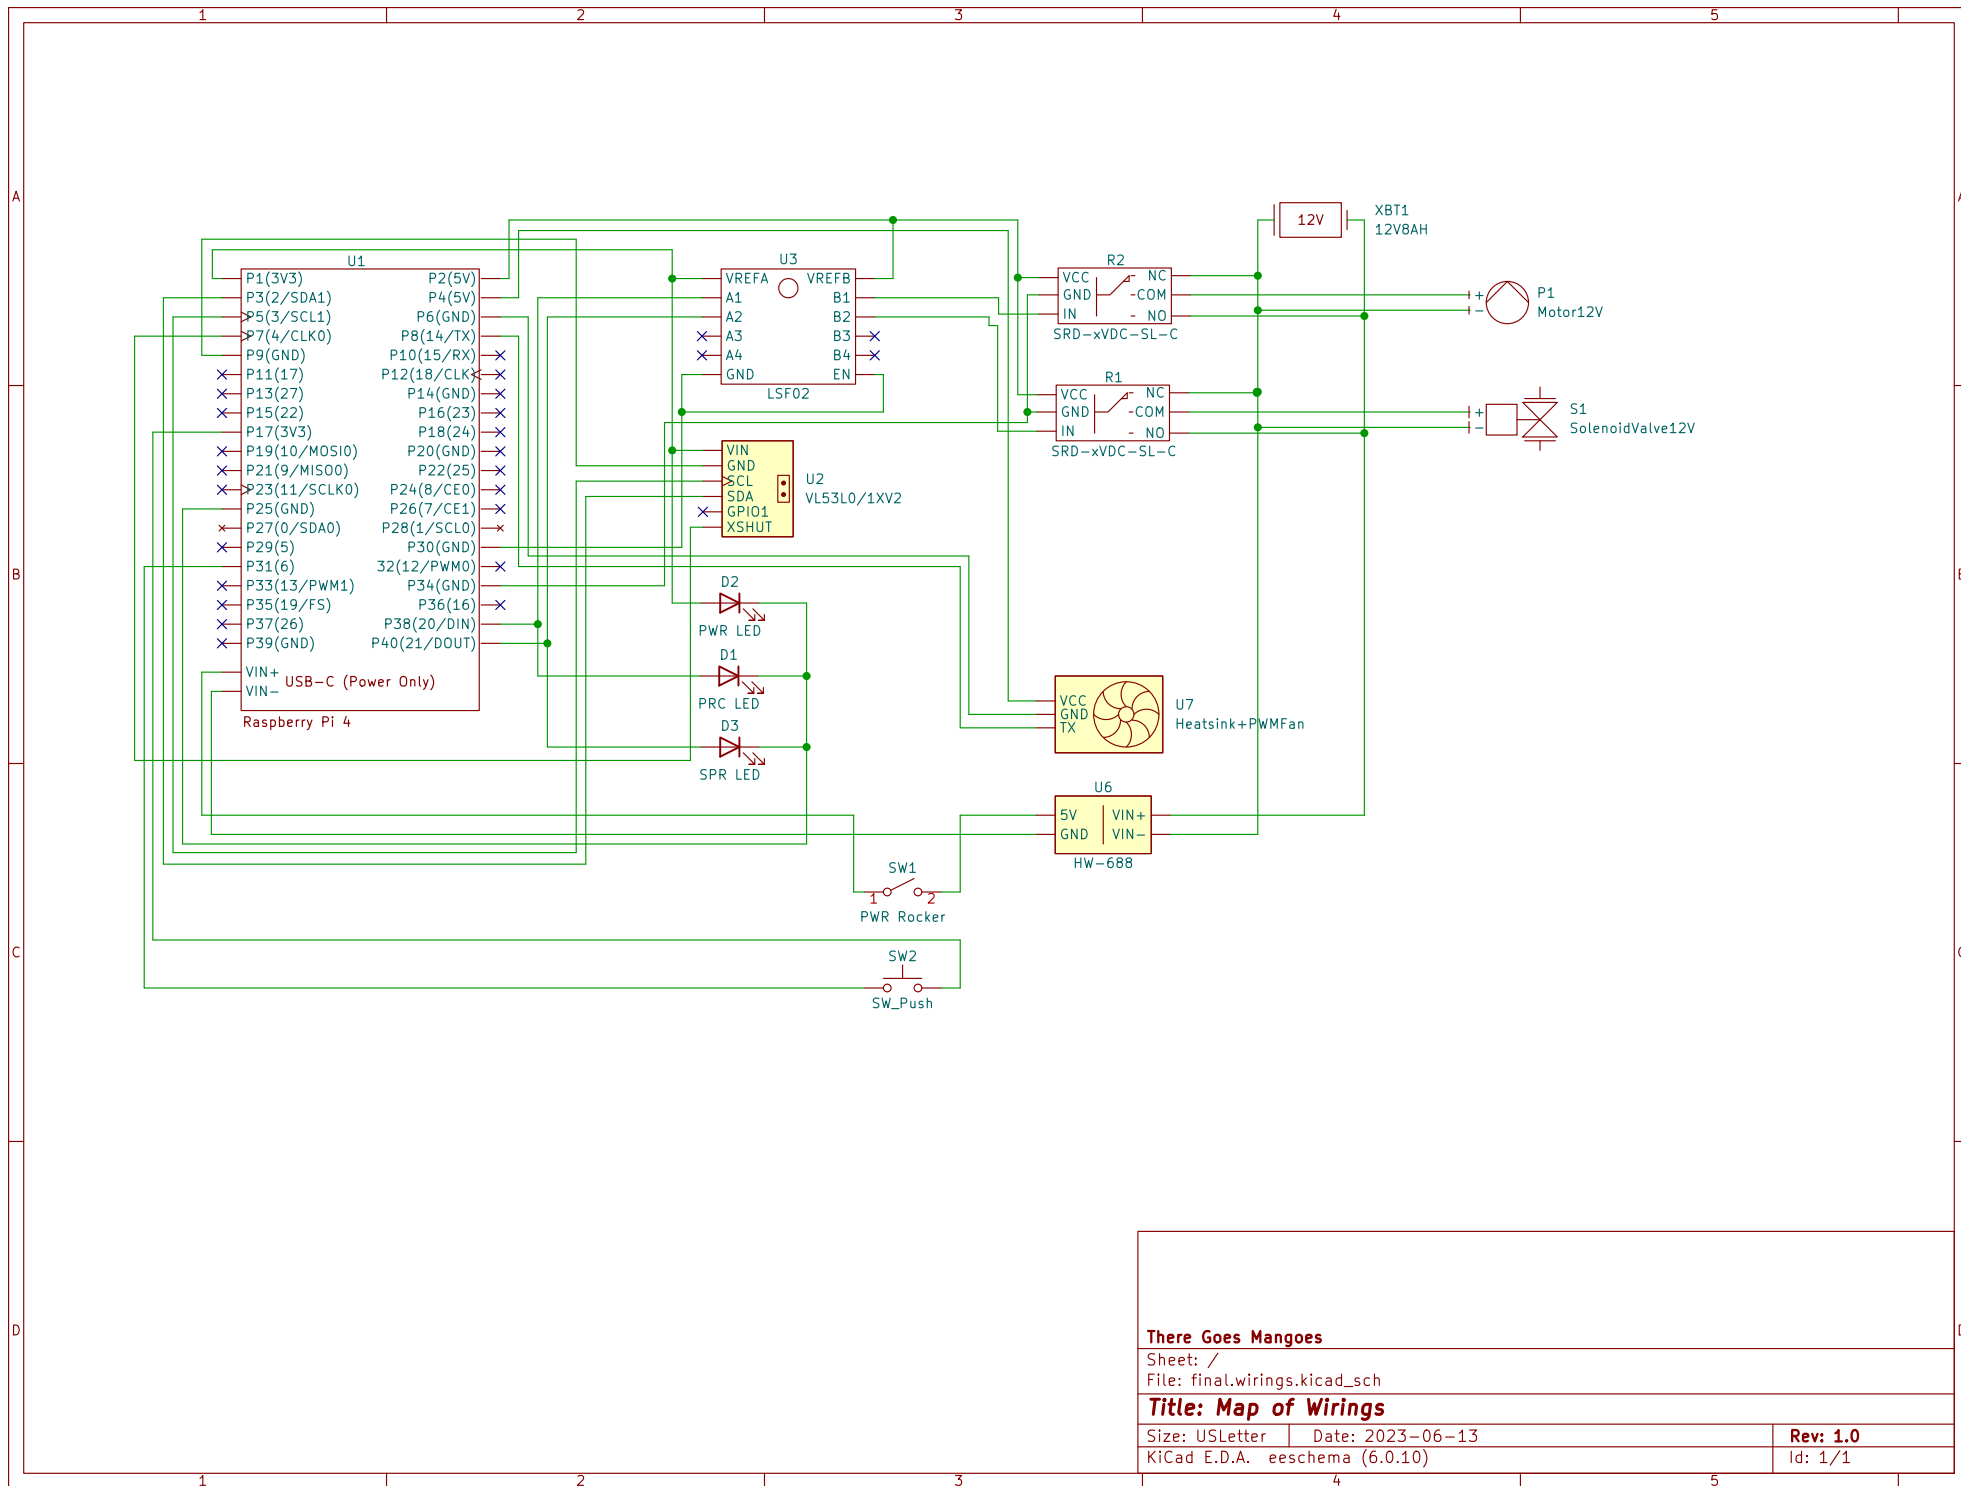 1 2 3 4 5
A
B
C
D
U1
P1(3V3) P2(5V)
P3(2/SDA1) P4(5V)
P5(3/SCL1) P6(GND)
P7(4/CLK0) P8(14/TX)
P9(GND) P10(15/RX)
P11(17) P12(18/CLK)
P13(27) P14(GND)
P15(22) P16(23)
P17(3V3) P18(24)
P19(10/MOSI0) P20(GND)
P21(9/MISO0) P22(25)
P23(11/SCLK0) P24(8/CE0)
P25(GND) P26(7/CE1)
P27(0/SDA0) P28(1/SCL0)
P29(5) P30(GND)
P31(6) 32(12/PWM0)
P33(13/PWM1) P34(GND)
P35(19/FS) P36(16)
P37(26) P38(20/DIN)
P39(GND) P40(21/DOUT)
VIN+
USB-C (Power Only)
VIN-
Raspberry Pi 4
U3
VREFA VREFB
A1 B1
A2 B2
A3 B3
A4 B4
GND EN
LSF02
VIN
GND
SCL
SDA
GPIO1
XSHUT
U2
VL53L0/1XV2
D2
PWR LED
D1
PRC LED
D3
SPR LED
R2
VCC - NC
GND -COM
IN - NO
SRD-xVDC-SL-C
R1
VCC - NC
GND -COM
IN - NO
SRD-xVDC-SL-C
12V
XBT1
12V8AH
+
-
P1
Motor12V
+
-
S1
SolenoidValve12V
VCC
GND
TX
U7
Heatsink+PWMFan
U6
5V VIN+
GND VIN-
HW-688
SW1
1 2
PWR Rocker
SW2
SW_Push
There Goes Mangoes
Sheet: /
File: final.wirings.kicad_sch
Title: Map of Wirings
Size: USLetter Date: 2023-06-13 Rev: 1.0
KiCad E.D.A. eeschema (6.0.10) Id: 1/1
1 2 3 4 5